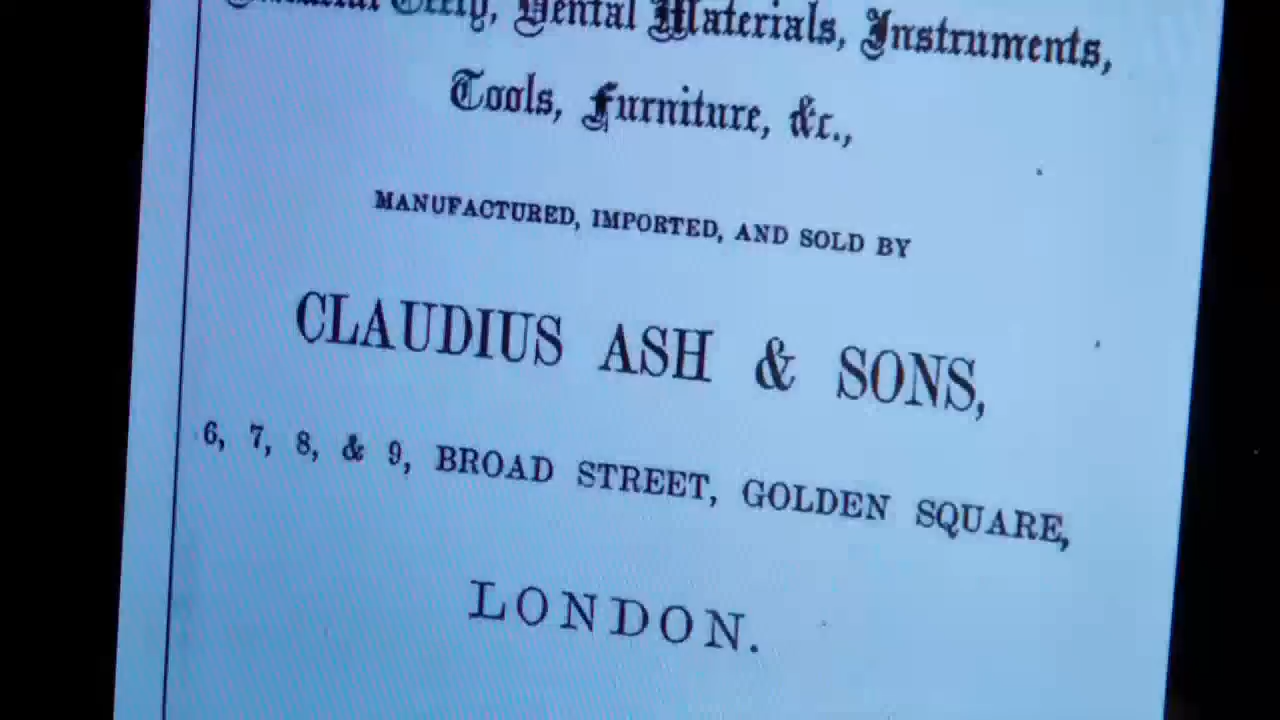 Teeth, Dental Materials, Instruments,
Tools, Furniture, &c.,
MANUFACTURED, IMPORTED, AND SOLD BY
CLAUDIUS ASH & SONS,
6, 7, 8, & 9, BROAD STREET, GOLDEN SQUARE,
LONDON.